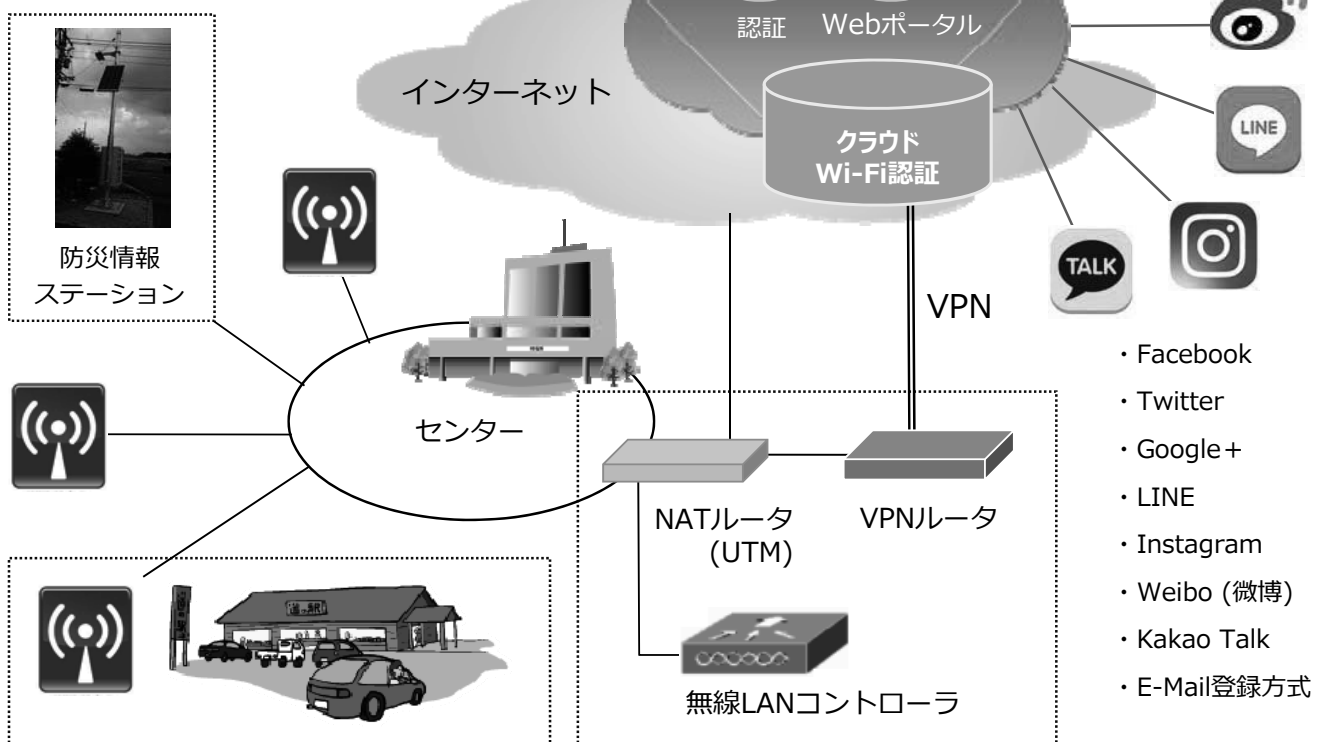 認証 Webポータル
インターネット
クラウド
Wi-Fi認証
LINE
TALK
防災情報
ステーション
VPN
センター
NATルータ
(UTM)
VPNルータ
無線LANコントローラ
道の駅
・Facebook
・Twitter
・Google+
・LINE
・Instagram
・Weibo (微博)
・Kakao Talk
・E-Mail登録方式